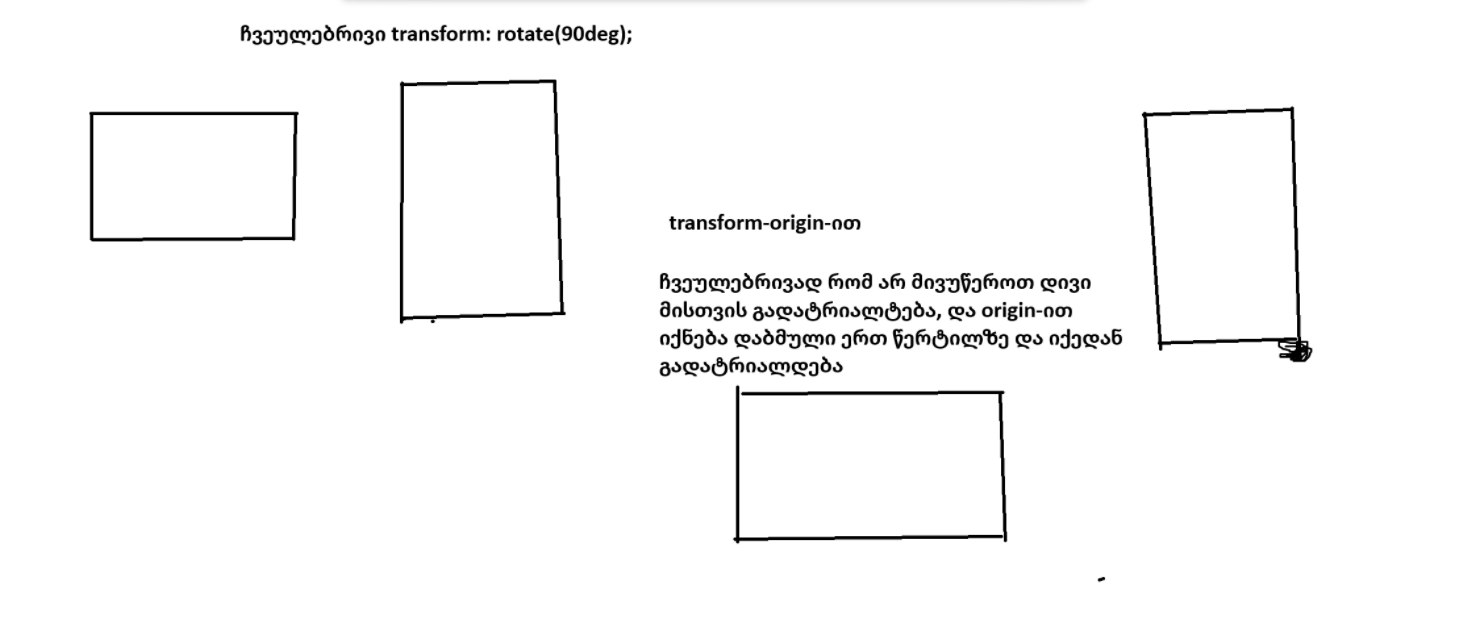 ჩვეულებრივი transform: rotate(90deg);
transform-origin-ით
ჩვეულებრივად რომ არ მივუწეროთ დივი
მისთვის გადატრიალტება, და origin-ით
იქნება დაბმული ერთ წერტილზე და იქედან
გადატრიალდება